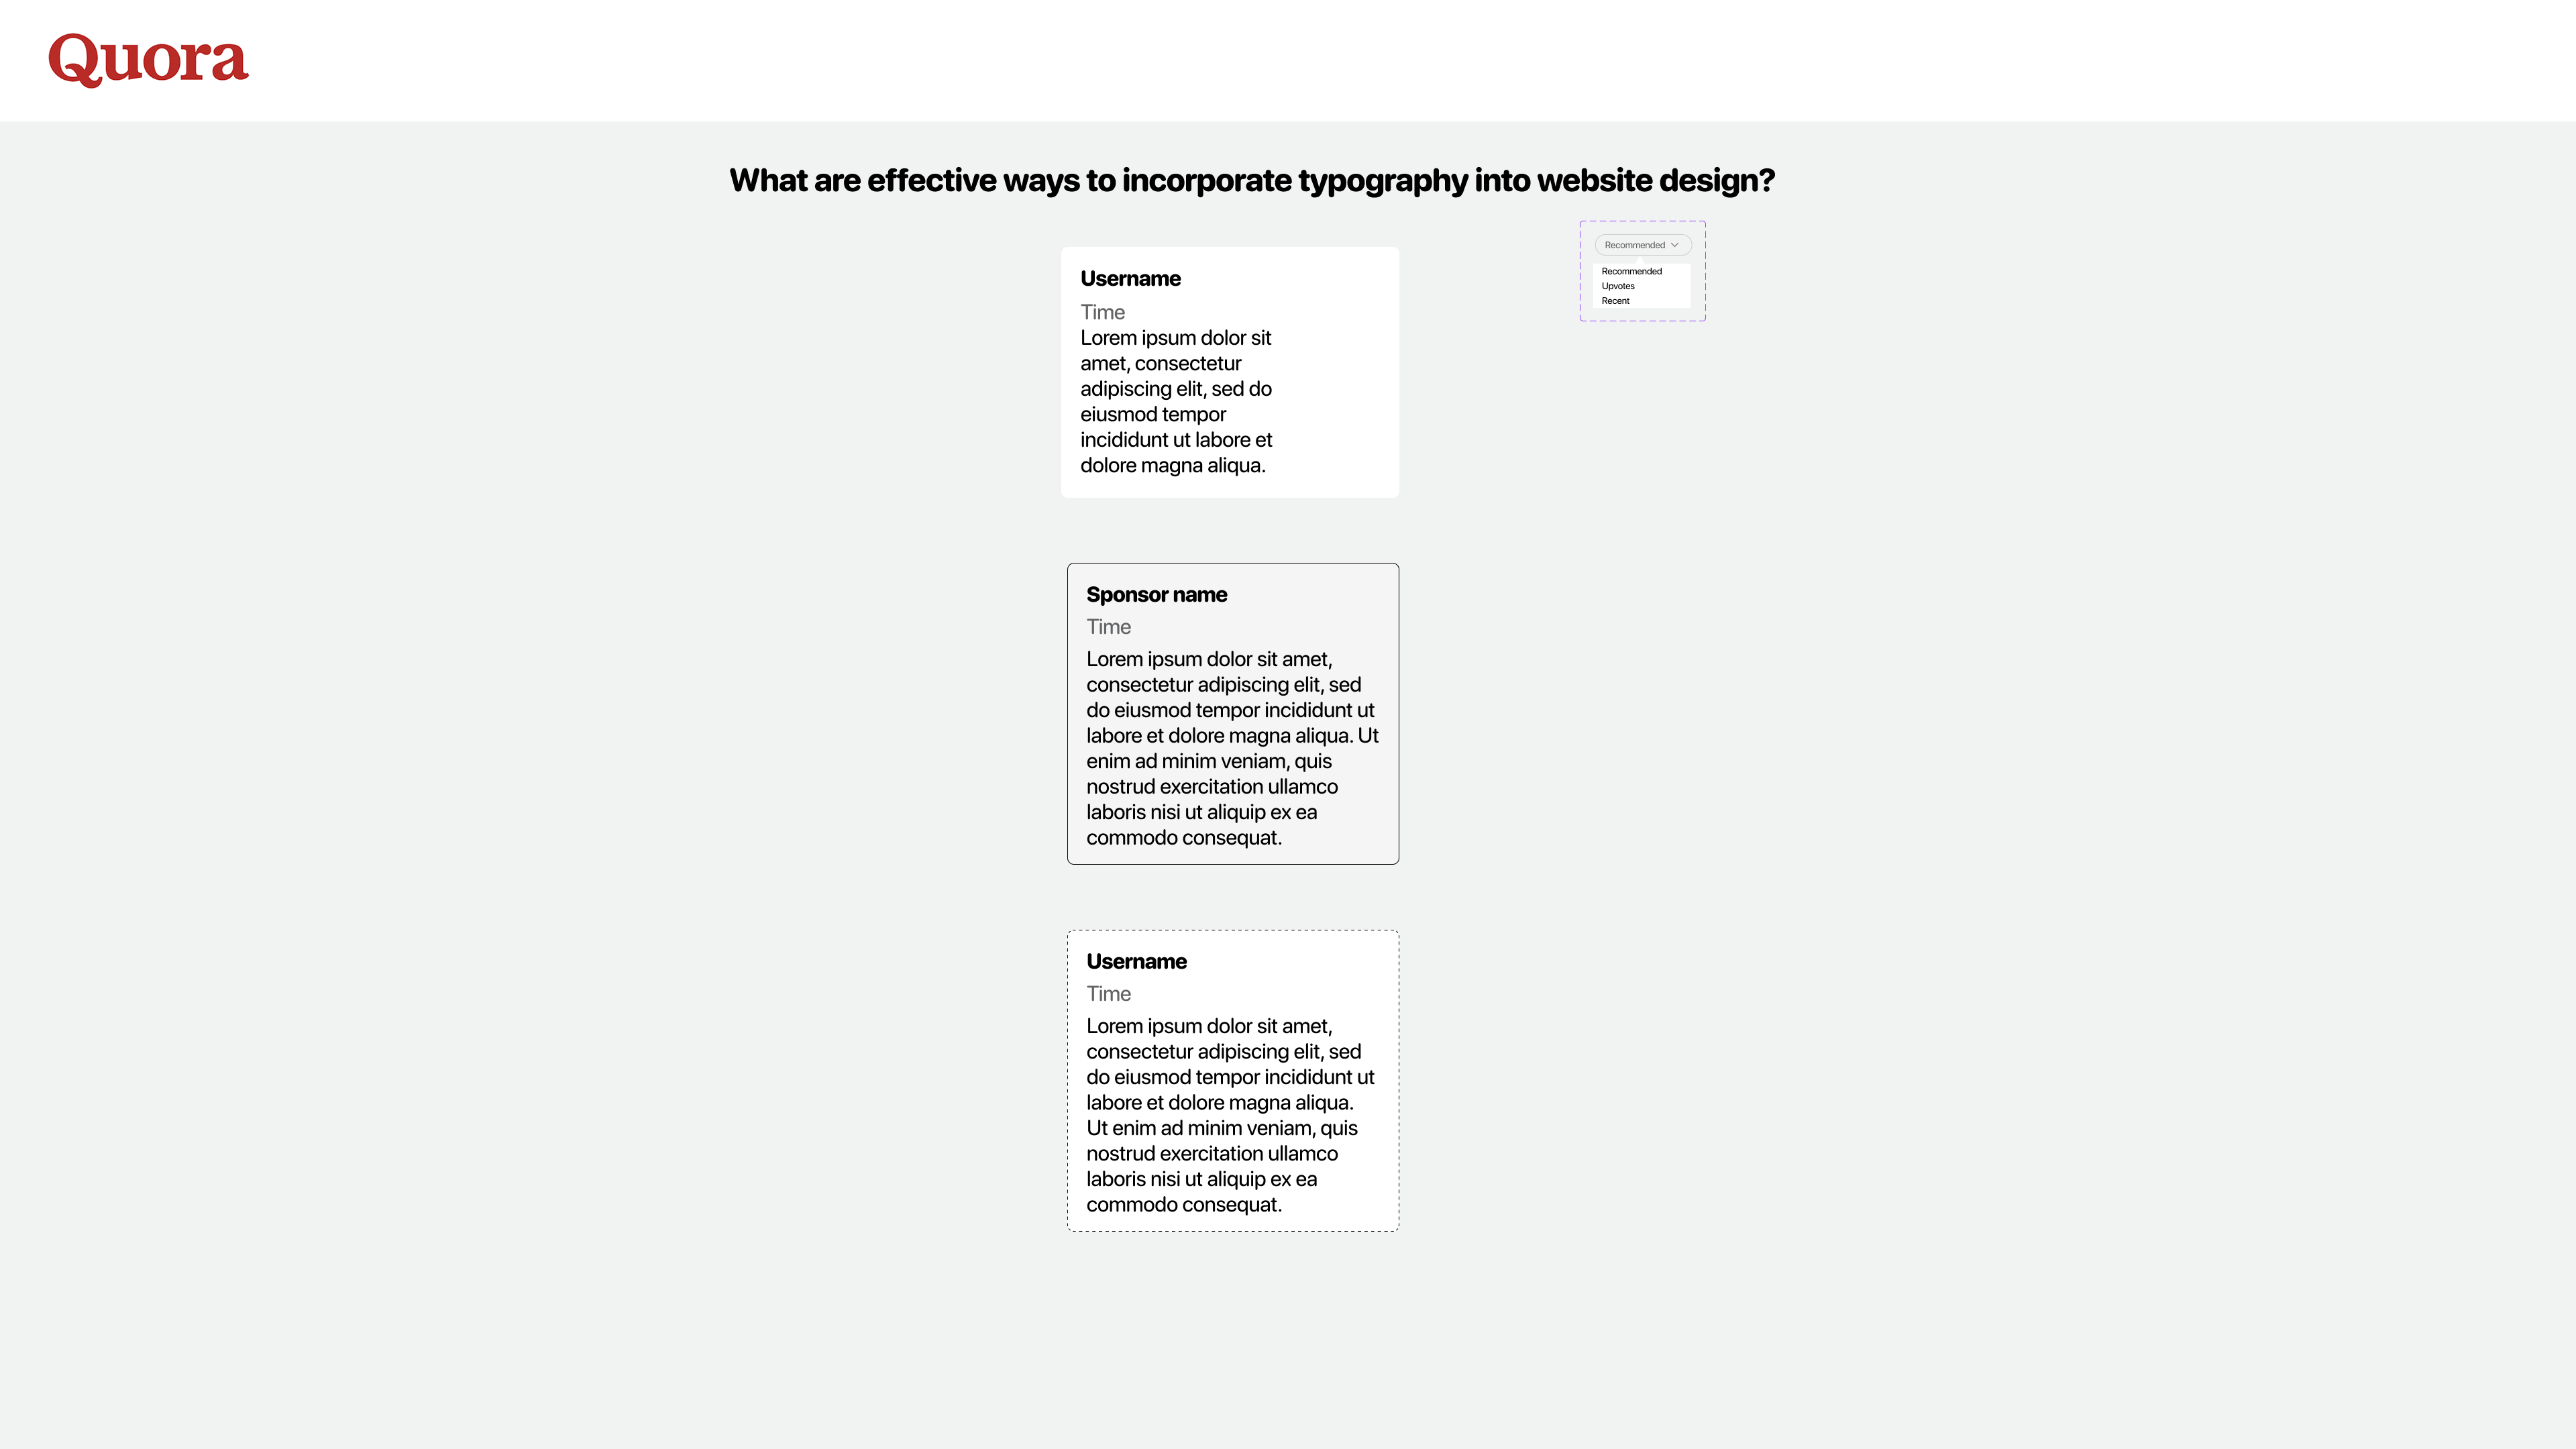 Quora
What are effective ways to incorporate typography into website design?
Recommended
Recommended
Upvotes
Recent
Username
Time
Lorem ipsum dolor sit
amet, consectetur
adipiscing elit, sed do
eiusmod tempor
incididunt ut labore et
dolore magna aliqua.
Sponsor name
Time
Lorem ipsum dolor sit amet,
consectetur adipiscing elit, sed
do eiusmod tempor incididunt ut
labore et dolore magna aliqua. Ut
enim ad minim veniam, quis
nostrud exercitation ullamco
laboris nisi ut aliquip ex ea
commodo consequat.
Username
Time
Lorem ipsum dolor sit amet,
consectetur adipiscing elit, sed
do eiusmod tempor incididunt ut
labore et dolore magna aliqua.
Ut enim ad minim veniam, quis
nostrud exercitation ullamco
laboris nisi ut aliquip ex ea
commodo consequat.